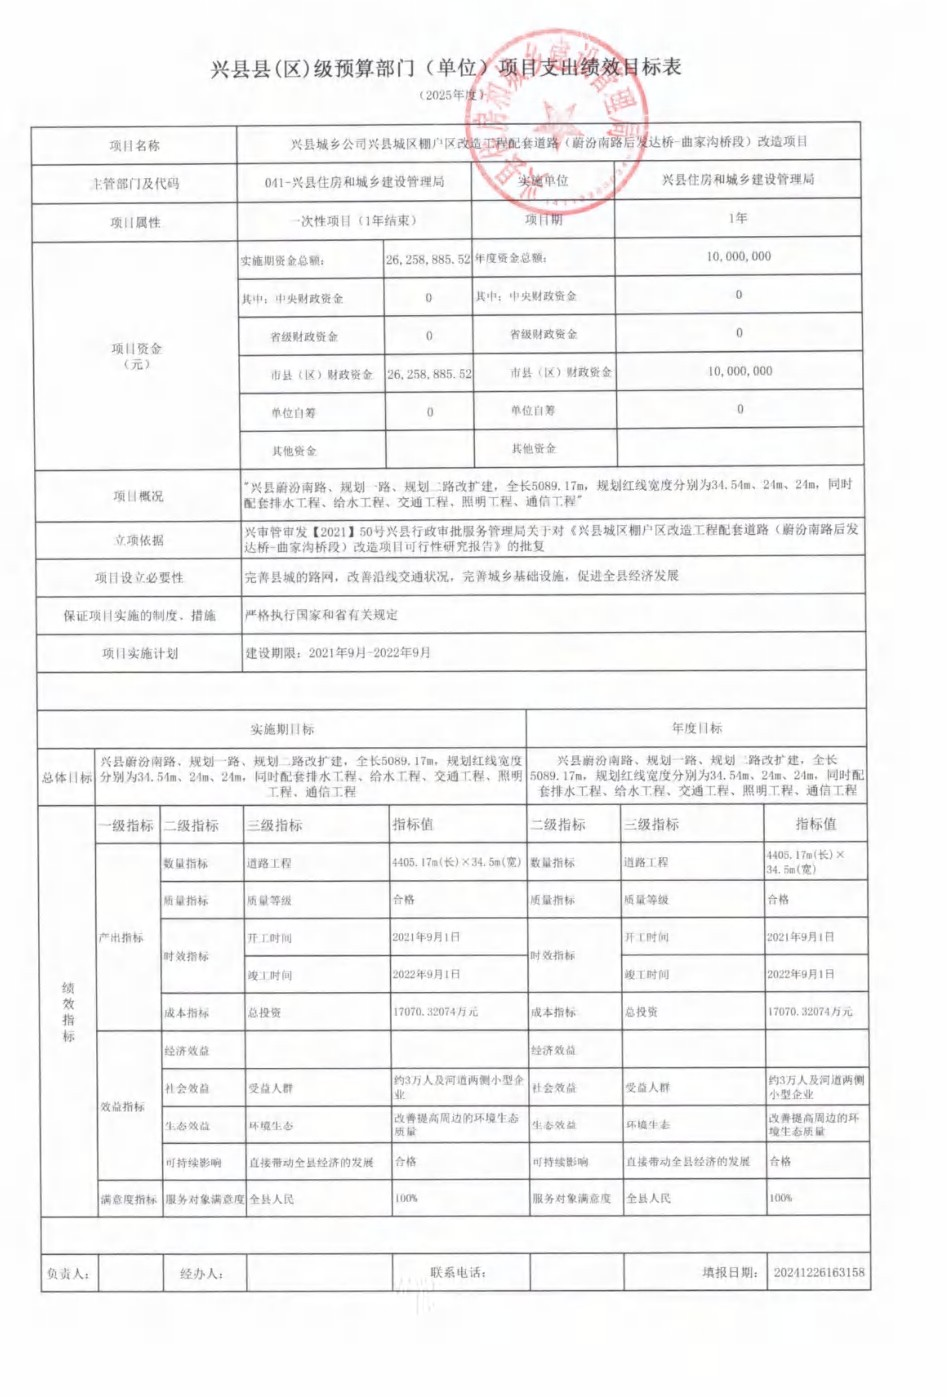 兴县县(区)级预算部门（单位）项目支出绩效目标表
（2025年度）
项目名称 兴县城乡公司兴县城区棚户区改造工程配套道路（蔚汾南路后发达桥-曲家沟桥段）改造项目
主管部门及代码 041-兴县住房和城乡建设管理局 实施单位 兴县住房和城乡建设管理局
项目属性 一次性项目（1年结束） 项目期 1年
项目资金
（元）
实施期资金总额： 26,258,885.52 年度资金总额： 10,000,000
其中：中央财政资金 0 其中：中央财政资金 0
省级财政资金 0 省级财政资金 0
市县（区）财政资金 26,258,885.52 市县（区）财政资金 10,000,000
单位自筹 0 单位自筹 0
其他资金 其他资金
项目概况
"兴县蔚汾南路、规划一路、规划二路改扩建，全长5089.17m，规划红线宽度分别为34.54m、24m、24m，同时
配套排水工程、给水工程、交通工程、照明工程、通信工程"
立项依据
兴审管审发【2021】50号兴县行政审批服务管理局关于对《兴县城区棚户区改造工程配套道路（蔚汾南路后发
达桥-曲家沟桥段）改造项目可行性研究报告》的批复
项目设立必要性 完善县城的路网，改善沿线交通状况，完善城乡基础设施，促进全县经济发展
保证项目实施的制度、措施 严格执行国家和省有关规定
项目实施计划 建设期限：2021年9月-2022年9月
实施期目标 年度目标
总体目标
兴县蔚汾南路、规划一路、规划二路改扩建，全长5089.17m，规划红线宽度
分别为34.54m、24m、24m，同时配套排水工程、给水工程、交通工程、照明
工程、通信工程
兴县蔚汾南路、规划一路、规划二路改扩建，全长
5089.17m，规划红线宽度分别为34.54m、24m、24m，同时配
套排水工程、给水工程、交通工程、照明工程、通信工程
绩效指标
一级指标 二级指标 三级指标 指标值 二级指标 三级指标 指标值
产出指标
数量指标 道路工程 4405.17m(长)×34.5m(宽) 数量指标 道路工程 4405.17m(长)×
34.5m(宽)
质量指标 质量等级 合格 质量指标 质量等级 合格
时效指标 开工时间 2021年9月1日 时效指标 开工时间 2021年9月1日
竣工时间 2022年9月1日 竣工时间 2022年9月1日
成本指标 总投资 17070.32074万元 成本指标 总投资 17070.32074万元
效益指标
经济效益 经济效益
社会效益 受益人群 约3万人及河道两侧小型企
业 社会效益 受益人群 约3万人及河道两侧
小型企业
生态效益 环境生态 改善提高周边的环境生态
质量 生态效益 环境生态 改善提高周边的环
境生态质量
可持续影响 直接带动全县经济的发展 合格 可持续影响 直接带动全县经济的发展 合格
满意度指标 服务对象满意度 全县人民 100% 服务对象满意度 全县人民 100%
负责人： 经办人： 联系电话： 填报日期： 20241226163158
兴县住房和城乡建设管理局